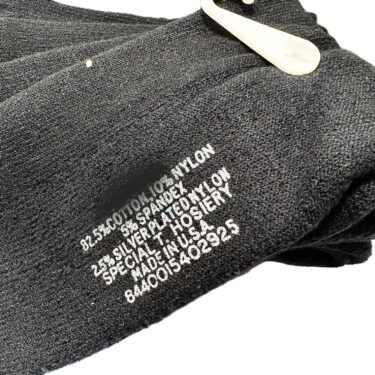 82.5% COTTON, 10% NYLON
5% SPANDEX
2.5% SILVER PLATED NYLON
SPECIAL T. HOSIERY
MADE IN U.S.A
8440015402925